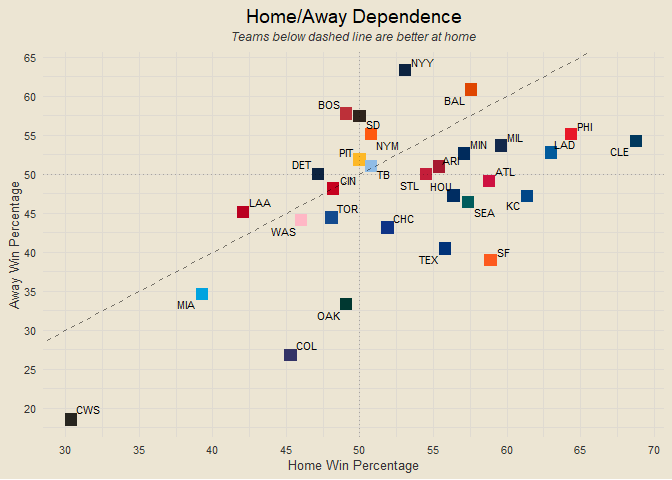 Home/Away Dependence
Teams below dashed line are better at home
65
NYY
60
BAL
BOS
SD
PHI
55
NYM
MIL
MIN
LAD
PIT
CLE
DET
ARI
50
TB
ATL
CIN
STL
HOU
KC
LAA
TOR
SEA
45
WAS
CHC
SF
TEX
40
35
MIA
OAK
30
COL
25
20
CWS
30
35
40
45
50
55
60
65
70
Home Win Percentage
Away Win Percentage